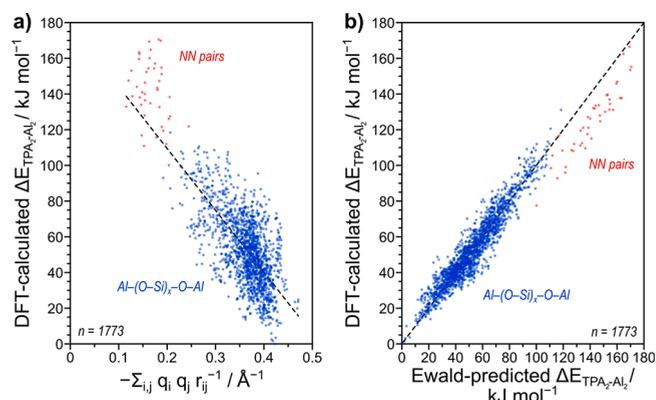 a)
DFT-calculated ΔE_TPA₂-Al₂/ kJ mol⁻¹
180
160
140
120
100
80
60
40
20
0
NN pairs
Al–(O–Si)ₓ–O–Al
n = 1773
0 0.1 0.2 0.3 0.4 0.5
−Σᵢ,ⱼ qᵢ qⱼ rᵢⱼ⁻¹ / Å⁻¹
b)
DFT-calculated ΔE_TPA₂-Al₂/ kJ mol⁻¹
180
160
140
120
100
80
60
40
20
0
NN pairs
Al–(O–Si)ₓ–O–Al
n = 1773
0 20 40 60 80 100 120 140 160 180
Ewald-predicted ΔE_TPA₂-Al₂/
kJ mol⁻¹